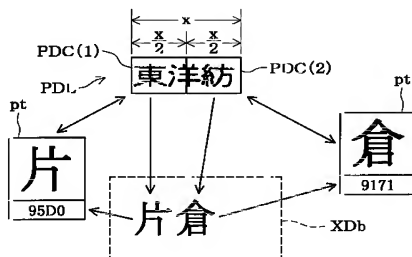 x
x/2 x/2
PDC(1) 東洋紡 PDC(2)
PDL
pt pt
片 倉
95D0 9171
片倉
XDb